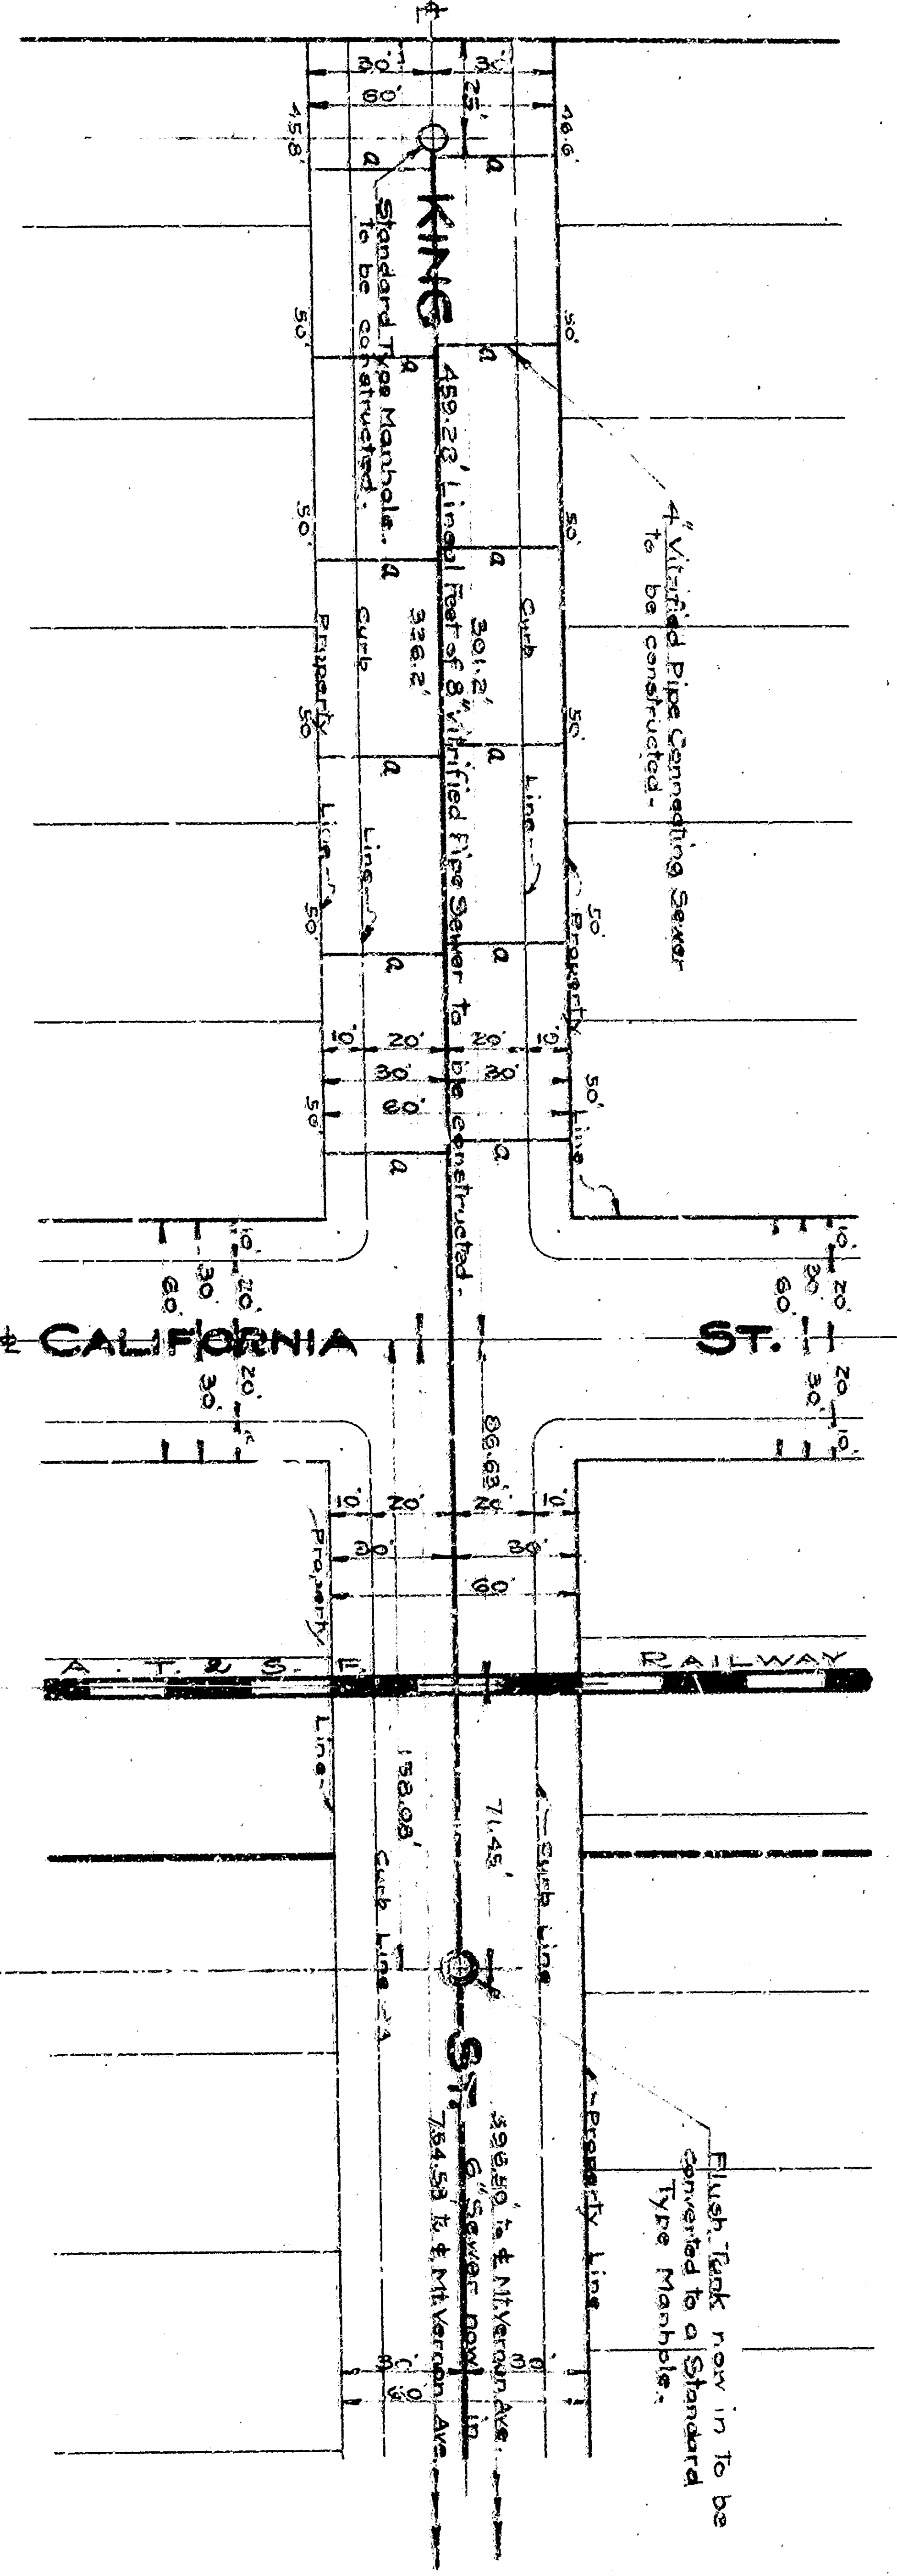 ℄
30'
30'
60'
25'
45.8'
46.6'
a
a
KING
Standard Type Manhole
to be constructed.
50'
50'
a
a
4" Vitrified Pipe Connecting Sewer
to be constructed-
459.28' Lineal Feet of 8" Vitrified Pipe Sewer to be constructed.
50'
50'
a
a
301.2'
326.2'
Curb
Line
Curb
Line
Property
Line
50'
50'
a
a
50'
50'
Property
Line
a
a
10'
20'
20'
10'
30'
30'
60'
50'
50'
a
a
10'
20'
20'
30'
30'
60'
10'
20'
20'
10'
30'
30'
60'
℄ CALIFORNIA ST.
86.63'
10'
20'
20'
10'
30'
30'
60'
Property
Line
A. T. & S. F. RAILWAY
158.08'
71.45'
Curb Line
Curb Line
ST.
Property Line
Flush Tank now in to be
converted to a Standard
Type Manhole.
596.50' to ℄ Mt. Vernon Ave.
6" Sewer now in
754.58' to ℄ Mt. Vernon Ave.
30'
30'
60'